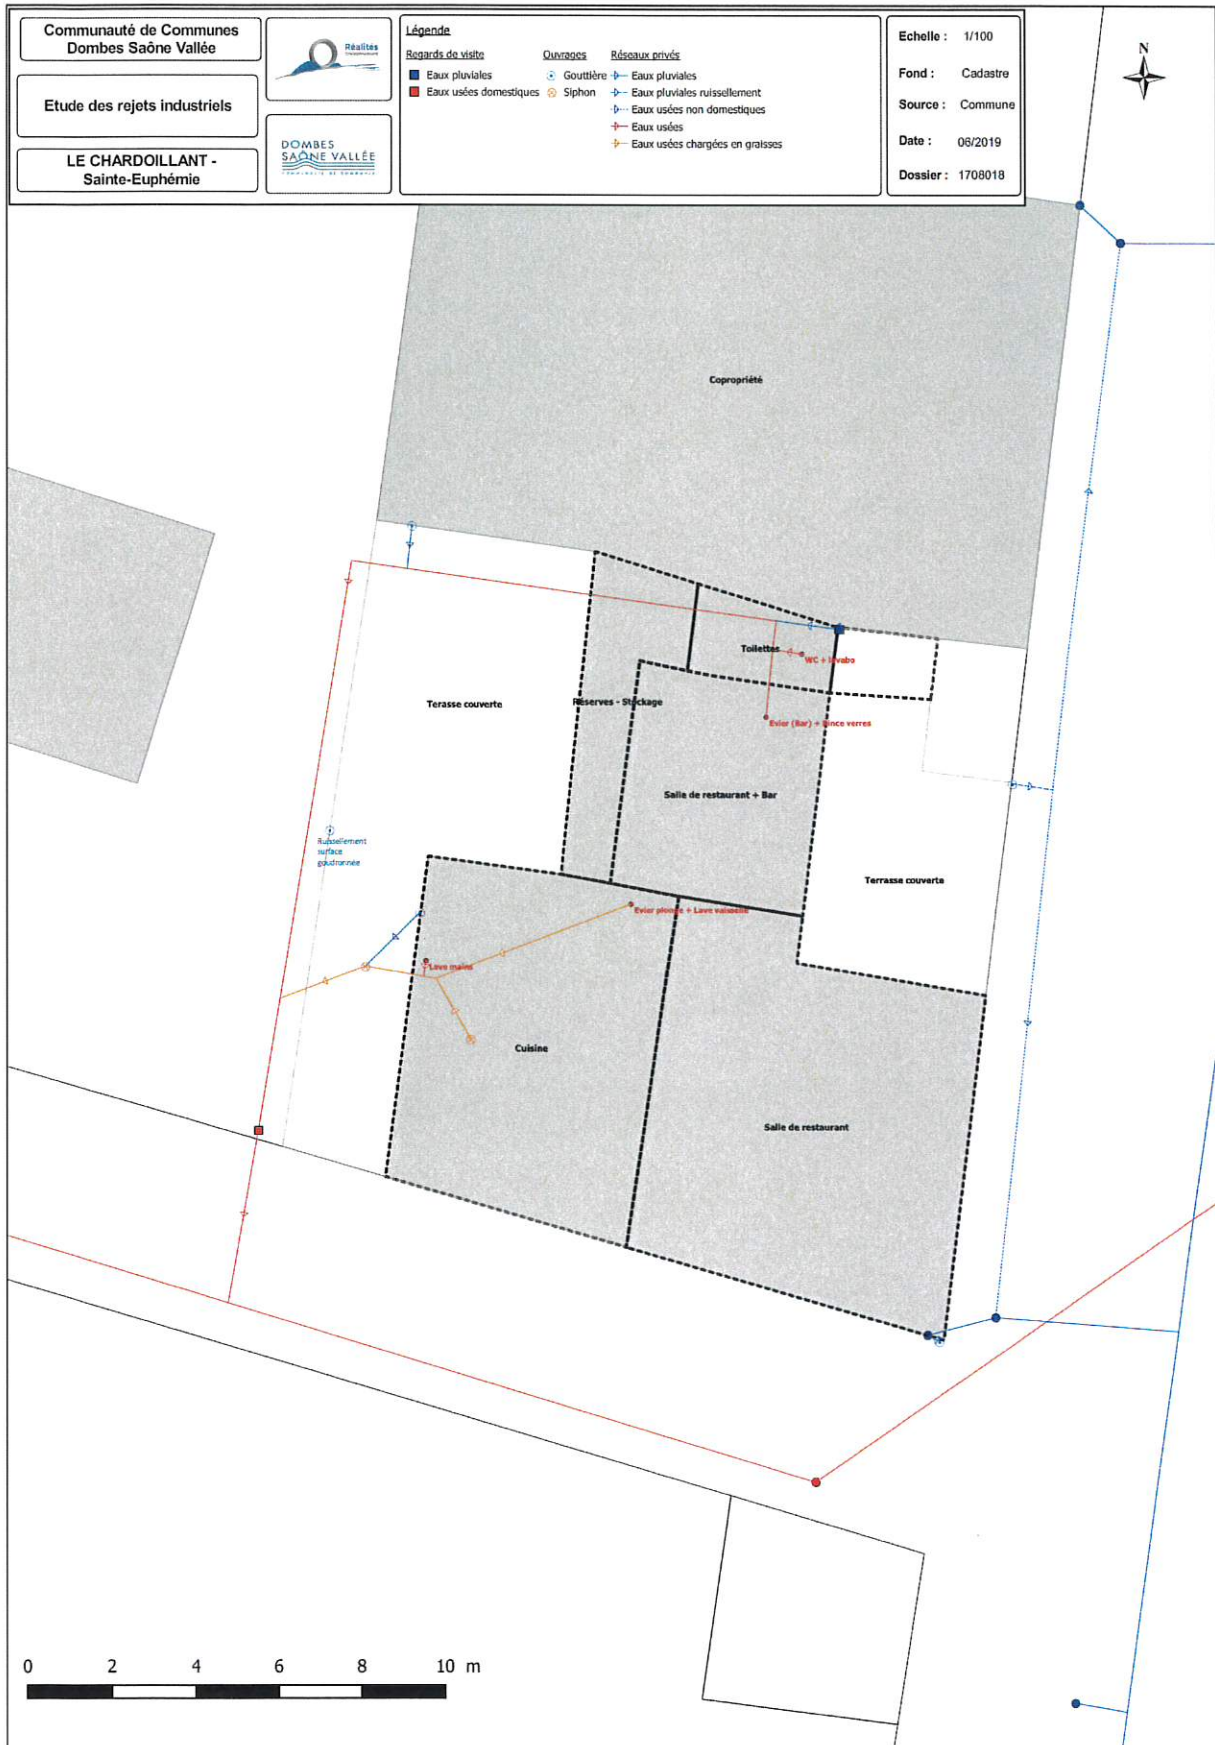 Communauté de Communes
Dombes Saône Vallée
Etude des rejets industriels
LE CHARDOILLANT -
Sainte-Euphémie
Réalités
DOMBES
SAÔNE VALLÉE
Légende
Regards de visite
Eaux pluviales
Eaux usées domestiques
Ouvrages
Gouttière
Siphon
Réseaux privés
Eaux pluviales
Eaux pluviales ruissellement
Eaux usées non domestiques
Eaux usées
Eaux usées chargées en graisses
Echelle : 1/100
Fond : Cadastre
Source : Commune
Date : 06/2019
Dossier : 1708018
N
Copropriété
Toilettes
WC + lavabo
Terasse couverte
Réserves - Stockage
Evier (Bar) + Rince verres
Salle de restaurant + Bar
Ruissellement
surface
goudronnée
Terrasse couverte
Evier plonge + Lave vaisselle
Lave mains
Cuisine
Salle de restaurant
0 2 4 6 8 10 m